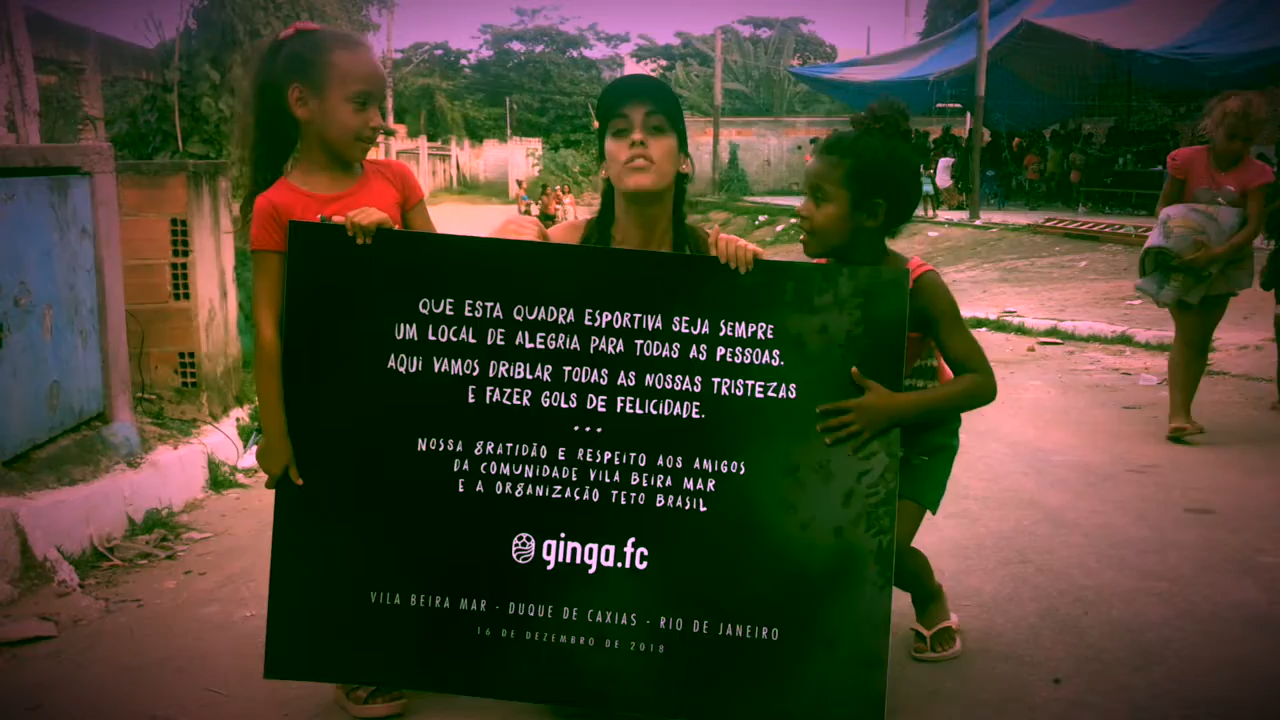 QUE ESTA QUADRA ESPORTIVA SEJA SEMPRE
UM LOCAL DE ALEGRIA PARA TODAS AS PESSOAS.
AQUI VAMOS DRIBLAR TODAS AS NOSSAS TRISTEZAS
E FAZER GOLS DE FELICIDADE.
...
NOSSA GRATIDÃO E RESPEITO AOS AMIGOS
DA COMUNIDADE VILA BEIRA MAR
E A ORGANIZAÇÃO TETO BRASIL
ginga.fc
VILA BEIRA MAR - DUQUE DE CAXIAS - RIO DE JANEIRO
16 DE DEZEMBRO DE 2018